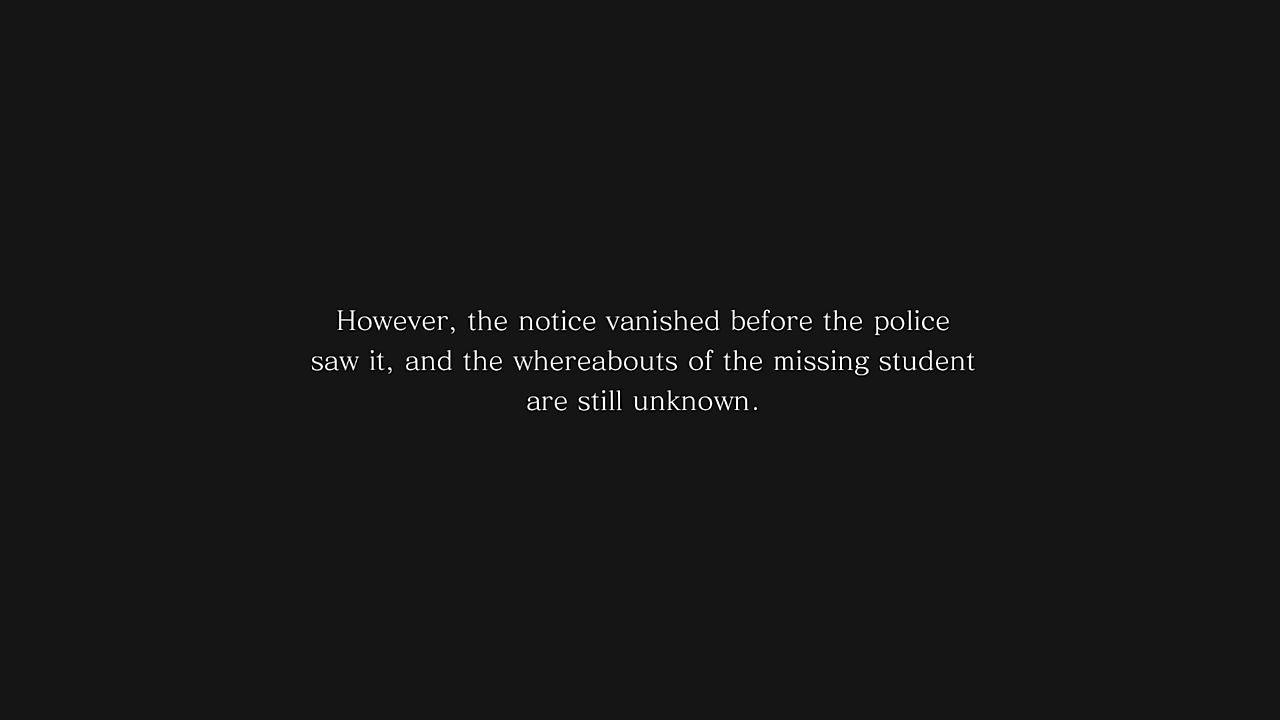 However, the notice vanished before the police
saw it, and the whereabouts of the missing student
are still unknown.